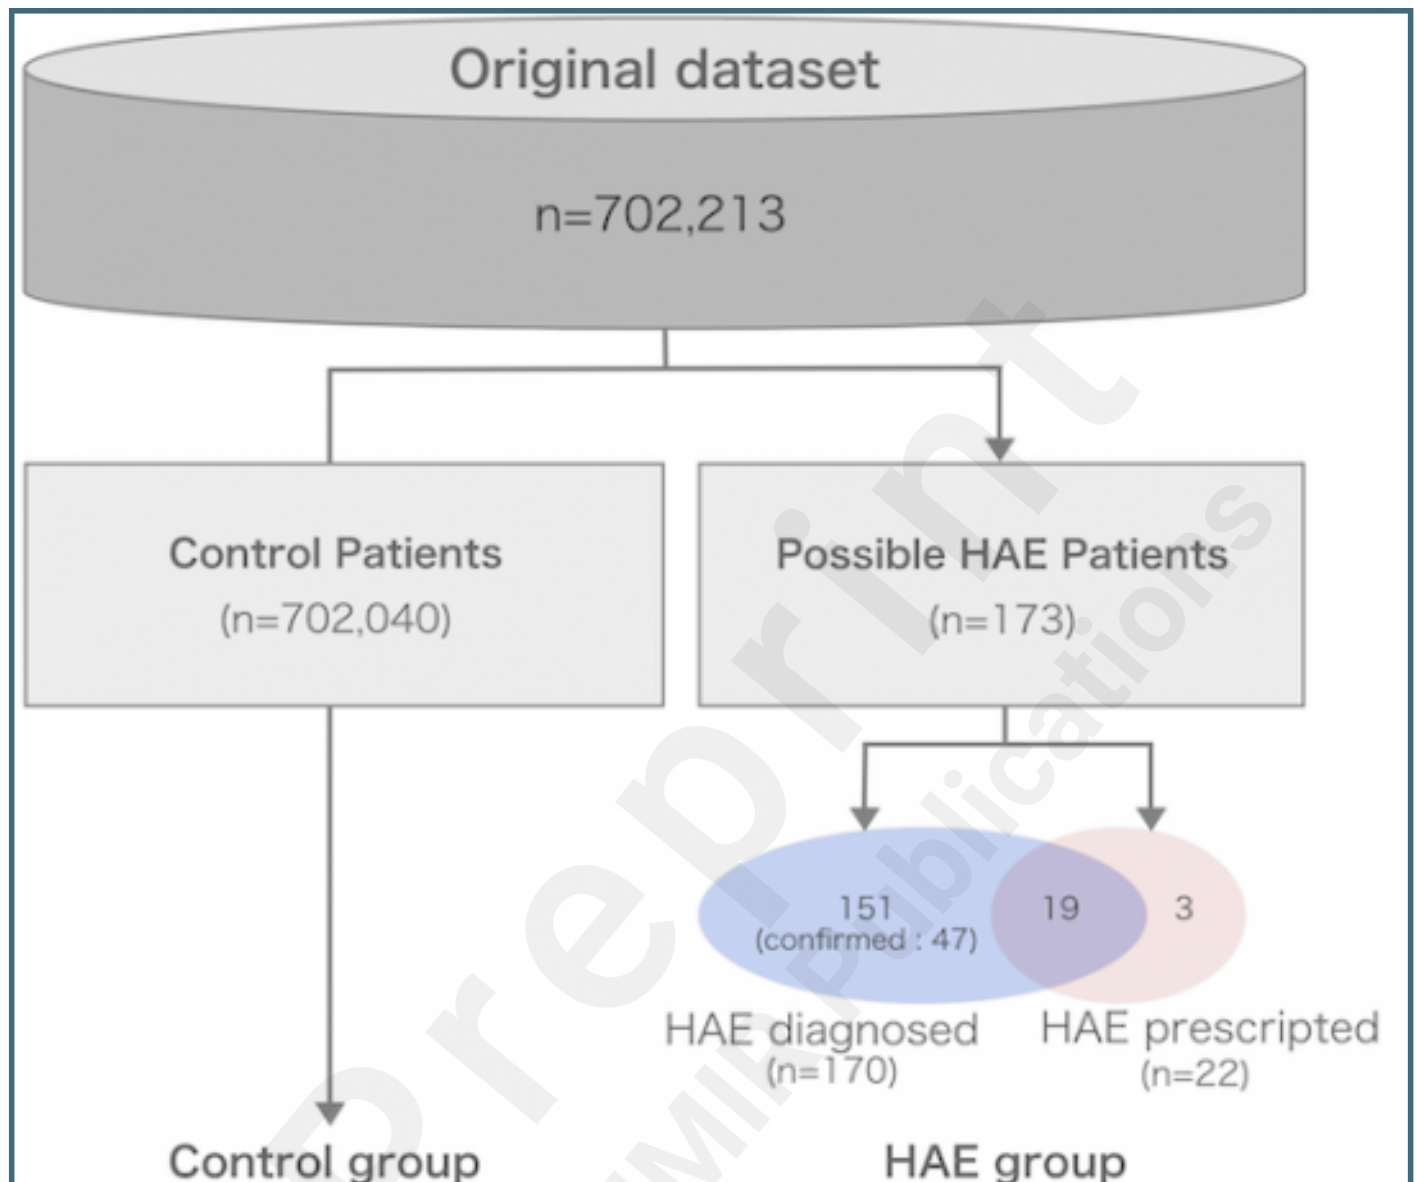 Original dataset
n=702,213
Control Patients
(n=702,040)
Possible HAE Patients
(n=173)
151
(confirmed : 47)
19
3
HAE diagnosed
(n=170)
HAE prescripted
(n=22)
Control group
HAE group
Preprint
JMIR Publications